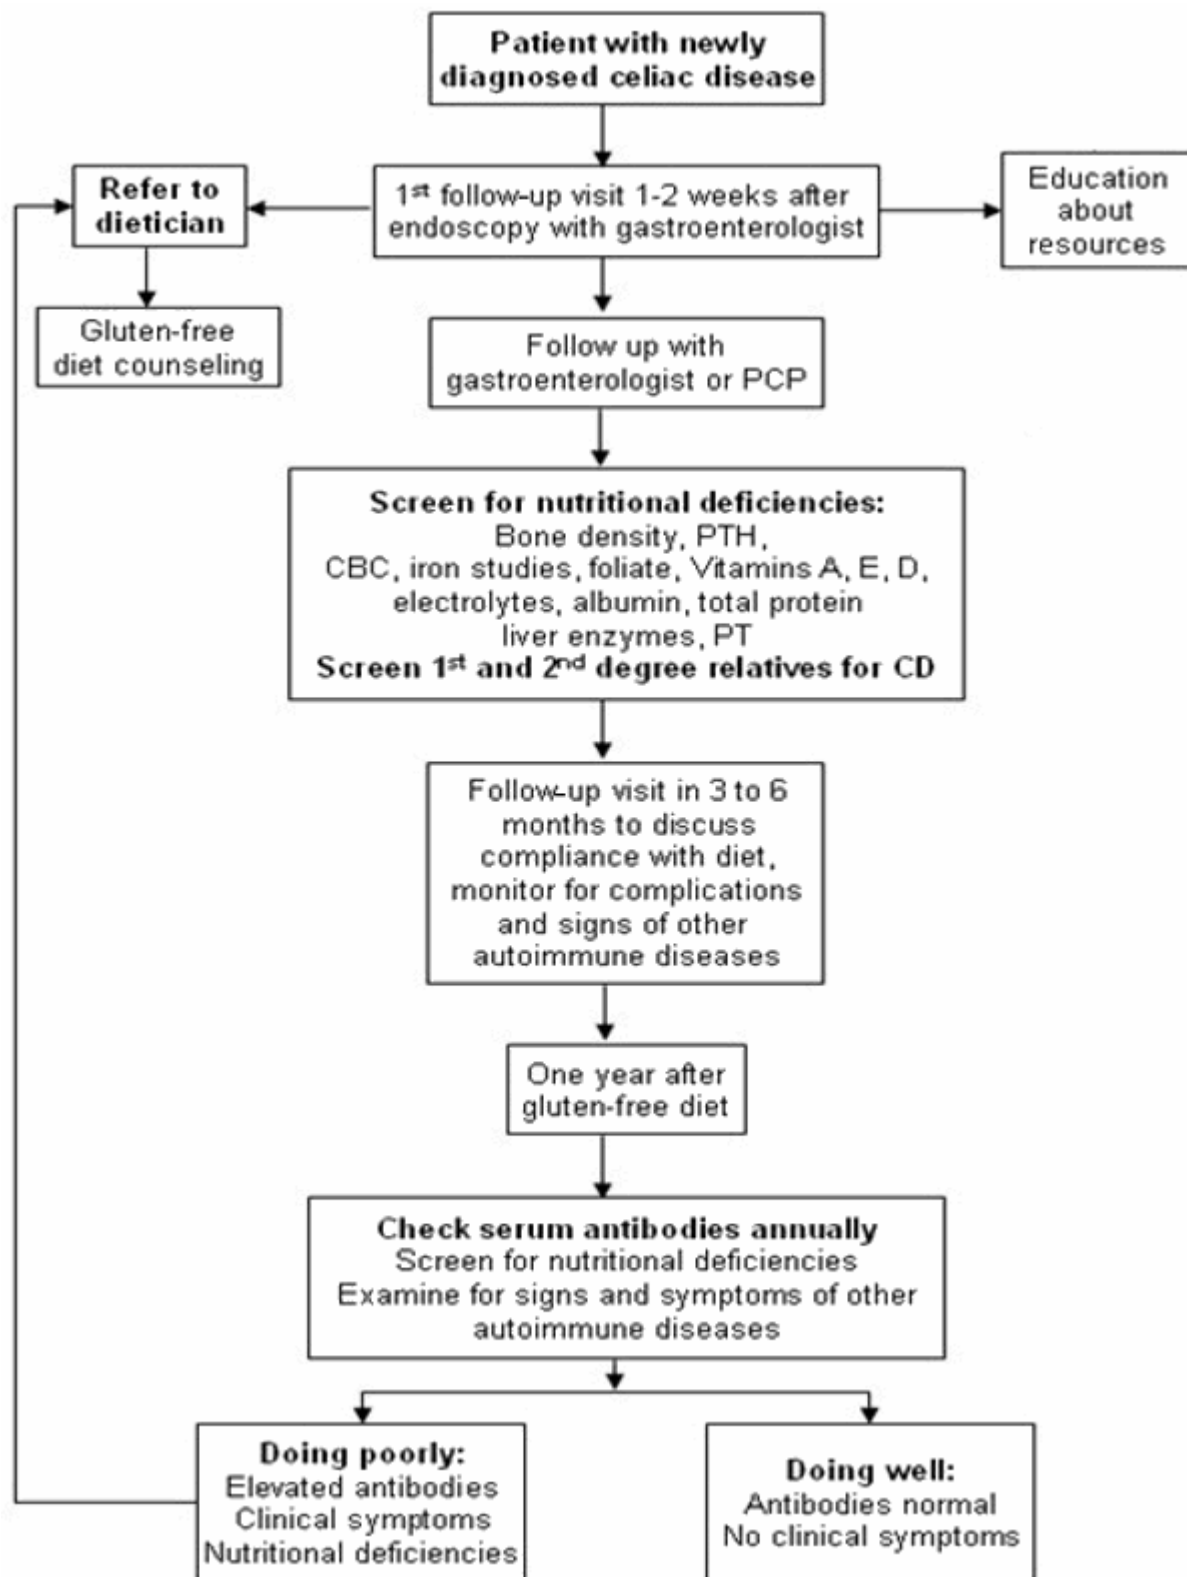 Patient with newly
diagnosed celiac disease
Refer to
dietician
1st follow-up visit 1-2 weeks after
endoscopy with gastroenterologist
Education
about
resources
Gluten-free
diet counseling
Follow up with
gastroenterologist or PCP
Screen for nutritional deficiencies:
Bone density, PTH,
CBC, iron studies, foliate, Vitamins A, E, D,
electrolytes, albumin, total protein
liver enzymes, PT
Screen 1st and 2nd degree relatives for CD
Follow-up visit in 3 to 6
months to discuss
compliance with diet,
monitor for complications
and signs of other
autoimmune diseases
One year after
gluten-free diet
Check serum antibodies annually
Screen for nutritional deficiencies
Examine for signs and symptoms of other
autoimmune diseases
Doing poorly:
Elevated antibodies
Clinical symptoms
Nutritional deficiencies
Doing well:
Antibodies normal
No clinical symptoms